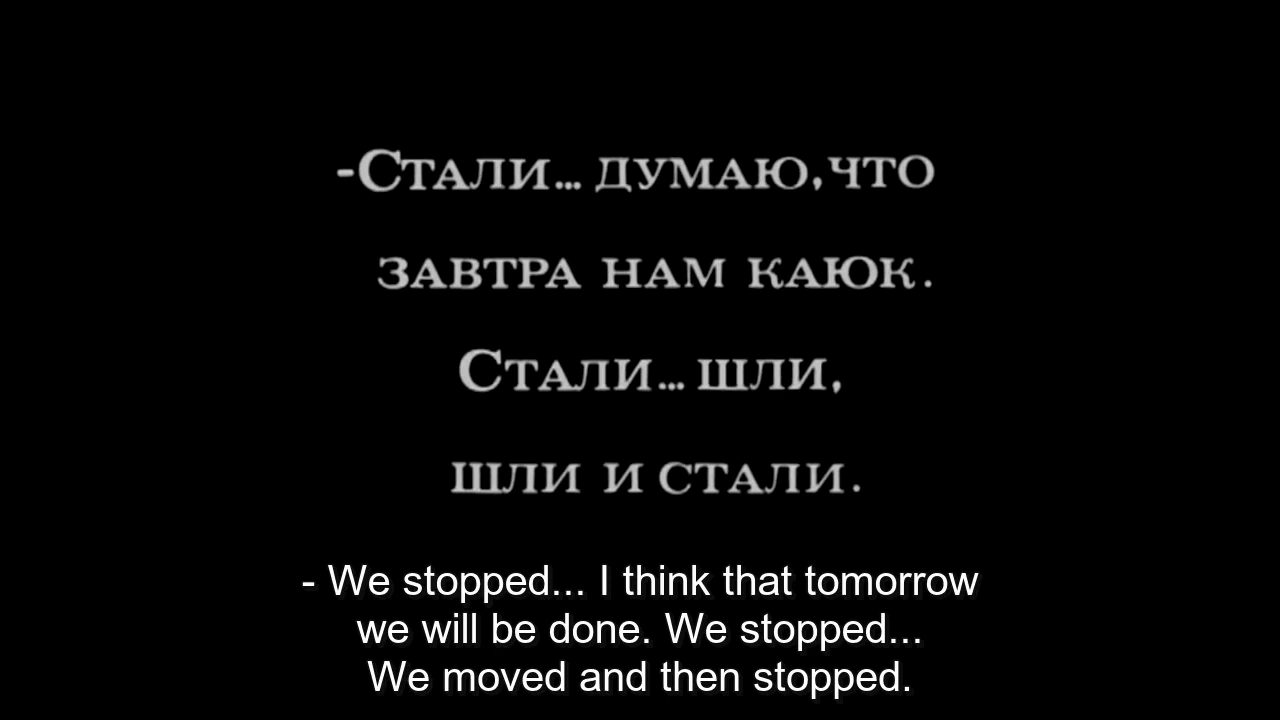 -Стали... думаю, что
завтра нам каюк.
Стали... шли,
шли и стали.
- We stopped... I think that tomorrow
we will be done. We stopped...
We moved and then stopped.